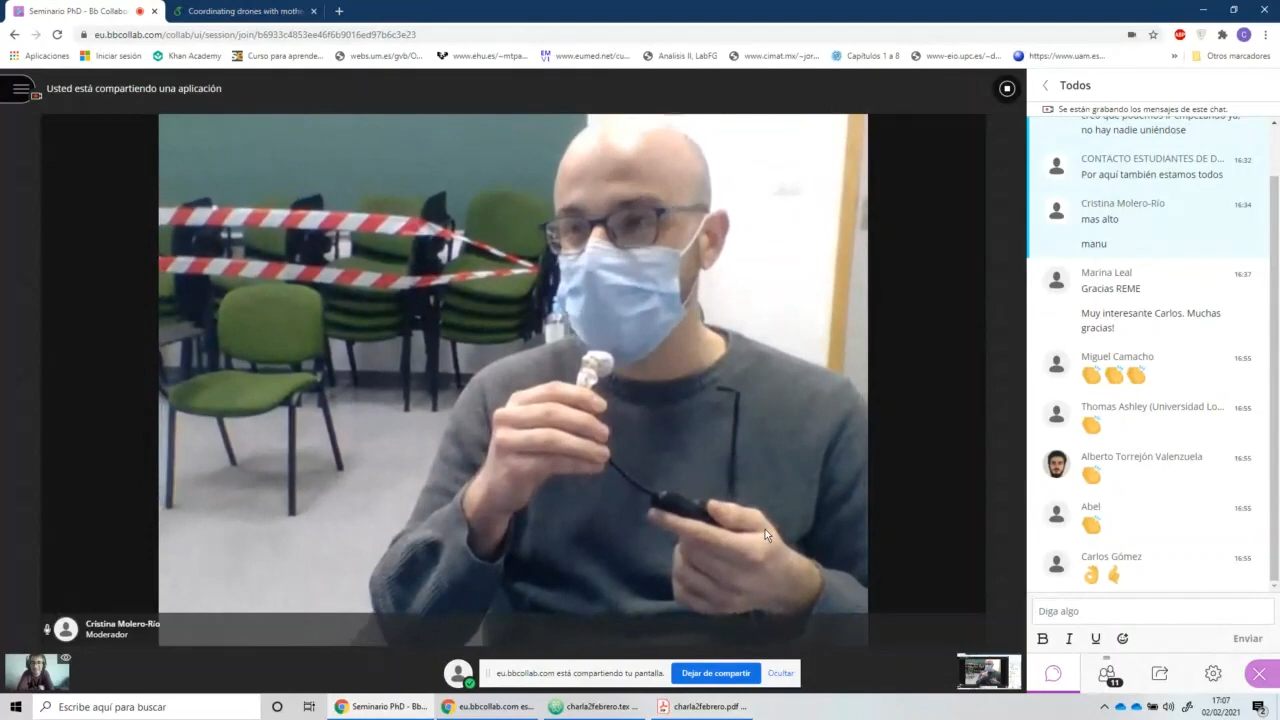 Seminario PhD - Bb Collabo
Coordinating drones with mothe
eu.bbcollab.com/collab/ui/session/join/b6933c4853ee46f6b9016ed97b6c3e23
Aplicaciones
Iniciar sesión
Khan Academy
Curso para aprende...
webs.um.es/gvb/O...
www.ehu.es/~mtpa...
www.eumed.net/cu...
Analisis II, LabFG
www.cimat.mx/~jor...
Capítulos 1 a 8
www-eio.upc.es/~d...
https://www.uam.es...
Otros marcadores
Usted está compartiendo una aplicación
Todos
Se están grabando los mensajes de este chat.
creo que podemos ir empezando ya,
no hay nadie uniéndose
CONTACTO ESTUDIANTES DE D... 16:32
Por aquí también estamos todos
Cristina Molero-Río 16:34
mas alto
manu
Marina Leal 16:37
Gracias REME
Muy interesante Carlos. Muchas
gracias!
Miguel Camacho 16:55
Thomas Ashley (Universidad Lo... 16:55
Alberto Torrejón Valenzuela 16:55
Abel 16:55
Carlos Gómez 16:55
Diga algo
B I U Enviar
11
Cristina Molero-Río
Moderador
eu.bbcollab.com está compartiendo tu pantalla.
Dejar de compartir
Ocultar
Escribe aquí para buscar
Seminario PhD - Bb...
eu.bbcollab.com es...
charla2febrero.tex ...
charla2febrero.pdf ...
17:07
02/02/2021
2